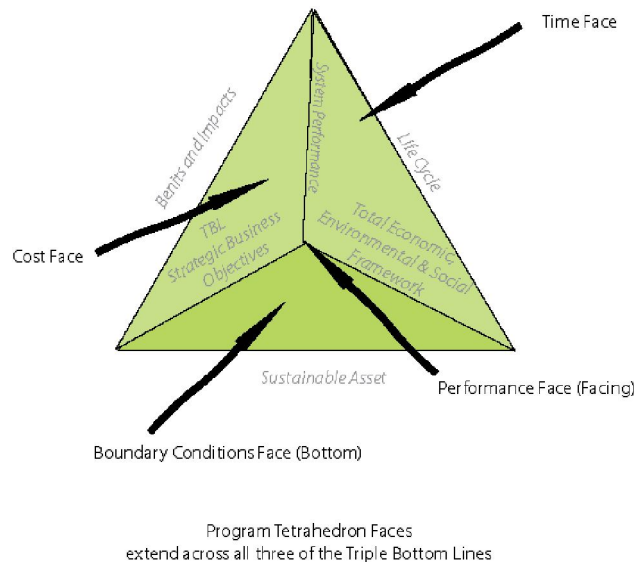 Time Face
System Performance
Benits and Impacts
Life Cycle
TBL
Strategic Business
Objectives
Total Economic,
Environmental & Social
Framework
Cost Face
Sustainable Asset
Performance Face (Facing)
Boundary Conditions Face (Bottom)
Program Tetrahedron Faces
extend across all three of the Triple Bottom Lines